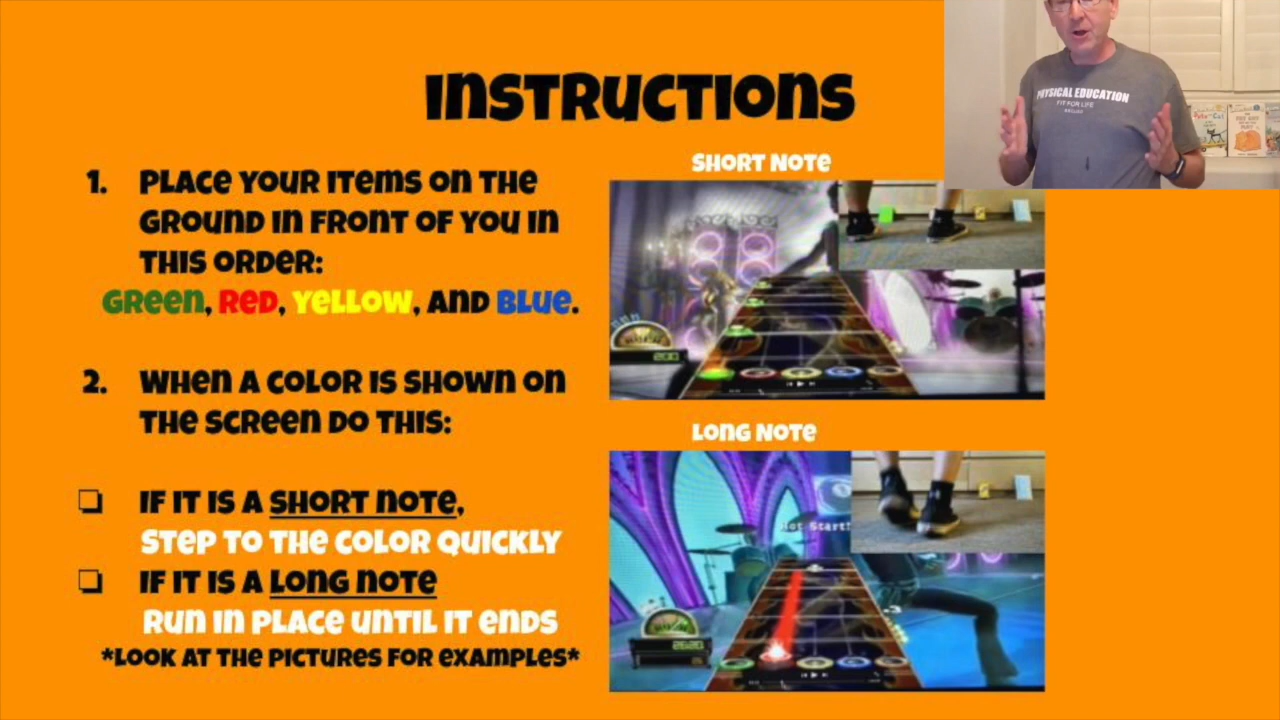 INSTRUCTIONS
1. PLACE YOUR ITEMS ON THE
GROUND IN FRONT OF YOU IN
THIS ORDER:
GREEN, RED, YELLOW, AND BLUE.
2. WHEN A COLOR IS SHOWN ON
THE SCREEN DO THIS:
❏ IF IT IS A SHORT NOTE,
STEP TO THE COLOR QUICKLY
❏ IF IT IS A LONG NOTE
RUN IN PLACE UNTIL IT ENDS
*LOOK AT THE PICTURES FOR EXAMPLES*
SHORT NOTE
LONG NOTE
Hot Start!
PHYSICAL EDUCATION
FIT FOR LIFE